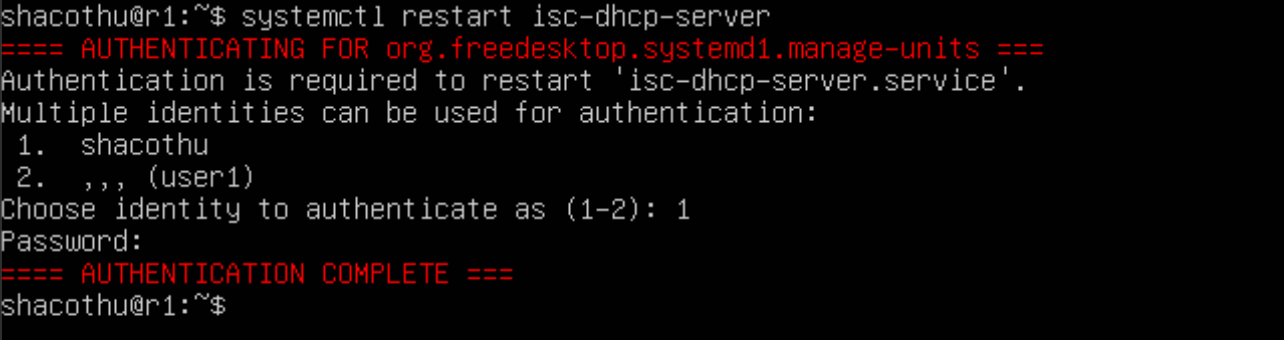 shacothu@r1:~$ systemctl restart isc-dhcp-server
==== AUTHENTICATING FOR org.freedesktop.systemd1.manage-units ===
Authentication is required to restart 'isc-dhcp-server.service'.
Multiple identities can be used for authentication:
 1.  shacothu
 2.  ,,, (user1)
Choose identity to authenticate as (1-2): 1
Password:
==== AUTHENTICATION COMPLETE ===
shacothu@r1:~$